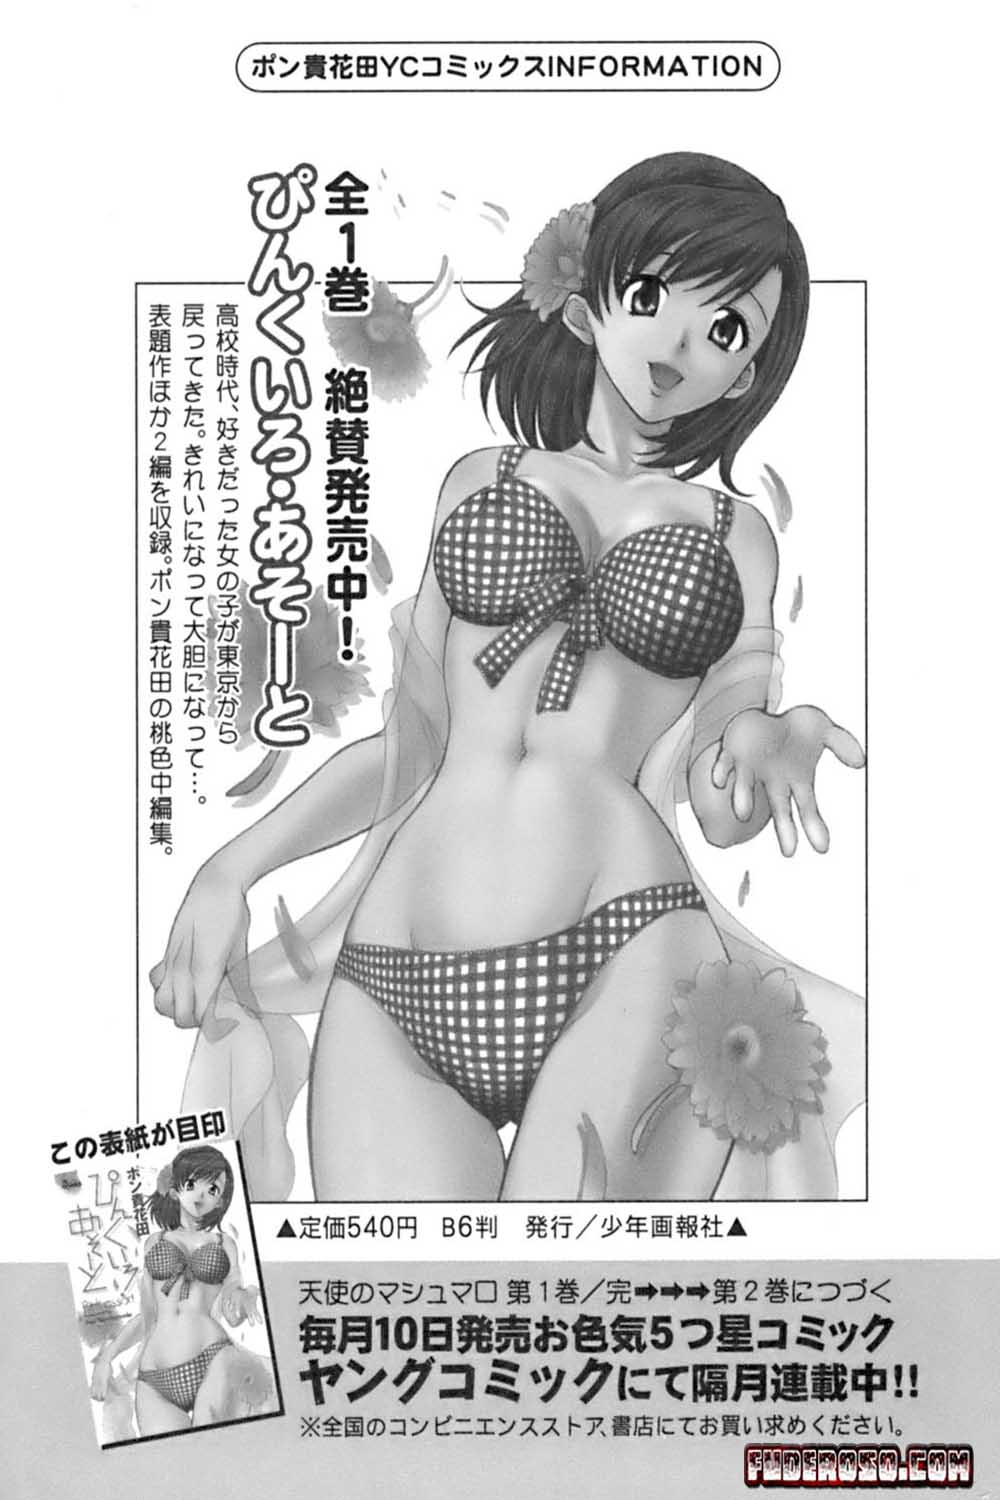 ポン貴花田YCコミックスINFORMATION
全1巻 絶賛発売中!
ぴんくいろ・あそーと
高校時代、好きだった女の子が東京から
戻ってきた。きれいになって大胆になって…。
表題作ほか2編を収録。ポン貴花田の桃色中編集。
この表紙が目印
ポン貴花田
ぴんくいろ
あそーと
▲定価540円 B6判 発行/少年画報社▲
天使のマシュマロ 第1巻/完➡➡➡第2巻につづく
毎月10日発売お色気5つ星コミック
ヤングコミックにて隔月連載中!!
※全国のコンビニエンスストア、書店にてお買い求めください。
FUDEROSO.COM